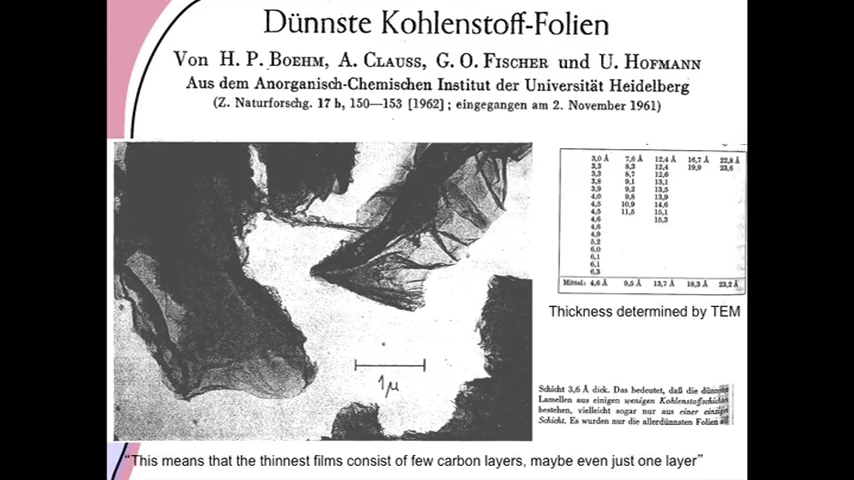 Dünnste Kohlenstoff-Folien
Von H. P. BOEHM, A. CLAUSS, G. O. FISCHER und U. HOFMANN
Aus dem Anorganisch-Chemischen Institut der Universität Heidelberg
(Z. Naturforschg. 17 b, 150—153 [1962]; eingegangen am 2. November 1961)
3,0 Å 7,6 Å 12,4 Å 16,7 Å 22,8 Å
3,3 8,3 12,4 19,9 23,6
3,3 8,7 12,6
3,8 9,1 13,1
3,9 9,2 13,5
4,0 9,8 13,9
4,5 10,9 14,6
4,5 11,5 15,1
4,6 15,3
4,6
4,9
5,2
6,0
6,1
6,1
6,3
Mittel: 4,6 Å 9,5 Å 13,7 Å 18,3 Å 23,2 Å
Thickness determined by TEM
1μ
Schicht 3,6 Å dick. Das bedeutet, daß die
Lamellen aus einigen wenigen
bestehen, vielleicht sogar nur aus einer
Schicht. Es wurden nur die allerdünnsten Folien
“This means that the thinnest films consist of few carbon layers, maybe even just one layer”